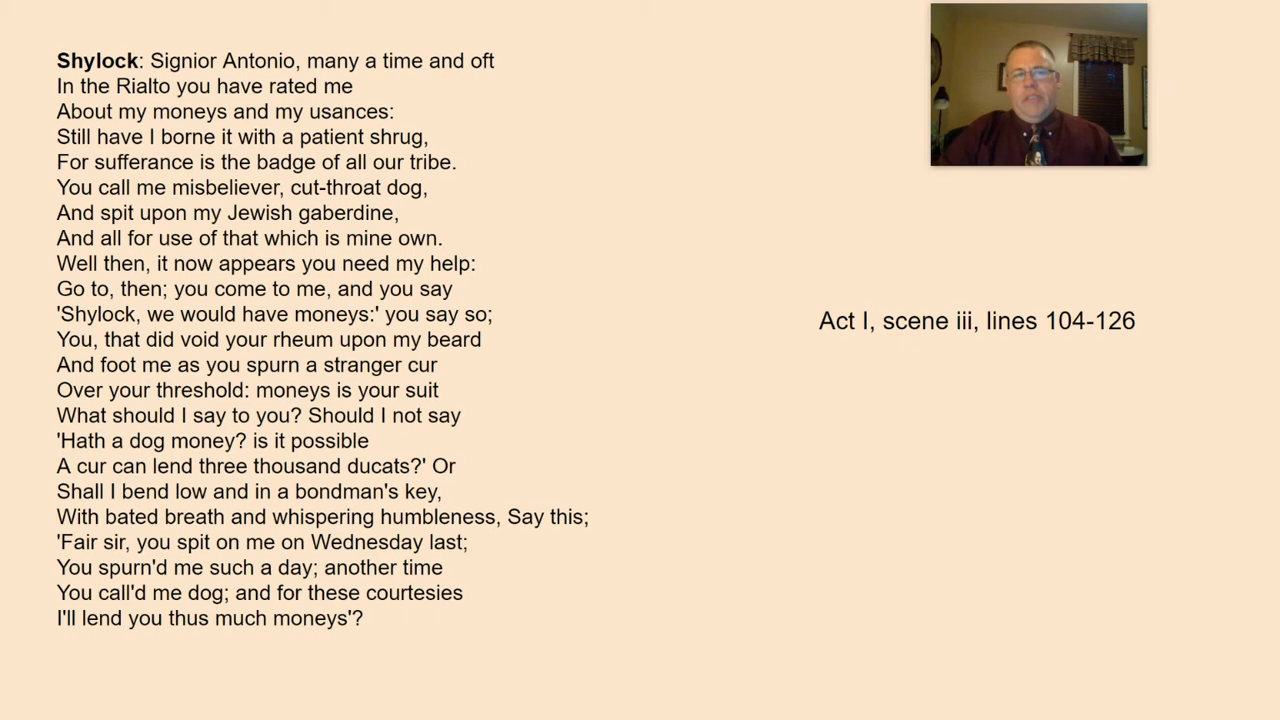 Shylock: Signior Antonio, many a time and oft
In the Rialto you have rated me
About my moneys and my usances:
Still have I borne it with a patient shrug,
For sufferance is the badge of all our tribe.
You call me misbeliever, cut-throat dog,
And spit upon my Jewish gaberdine,
And all for use of that which is mine own.
Well then, it now appears you need my help:
Go to, then; you come to me, and you say
'Shylock, we would have moneys:' you say so;
You, that did void your rheum upon my beard
And foot me as you spurn a stranger cur
Over your threshold: moneys is your suit
What should I say to you? Should I not say
'Hath a dog money? is it possible
A cur can lend three thousand ducats?' Or
Shall I bend low and in a bondman's key,
With bated breath and whispering humbleness, Say this;
'Fair sir, you spit on me on Wednesday last;
You spurn'd me such a day; another time
You call'd me dog; and for these courtesies
I'll lend you thus much moneys'?
Act I, scene iii, lines 104-126